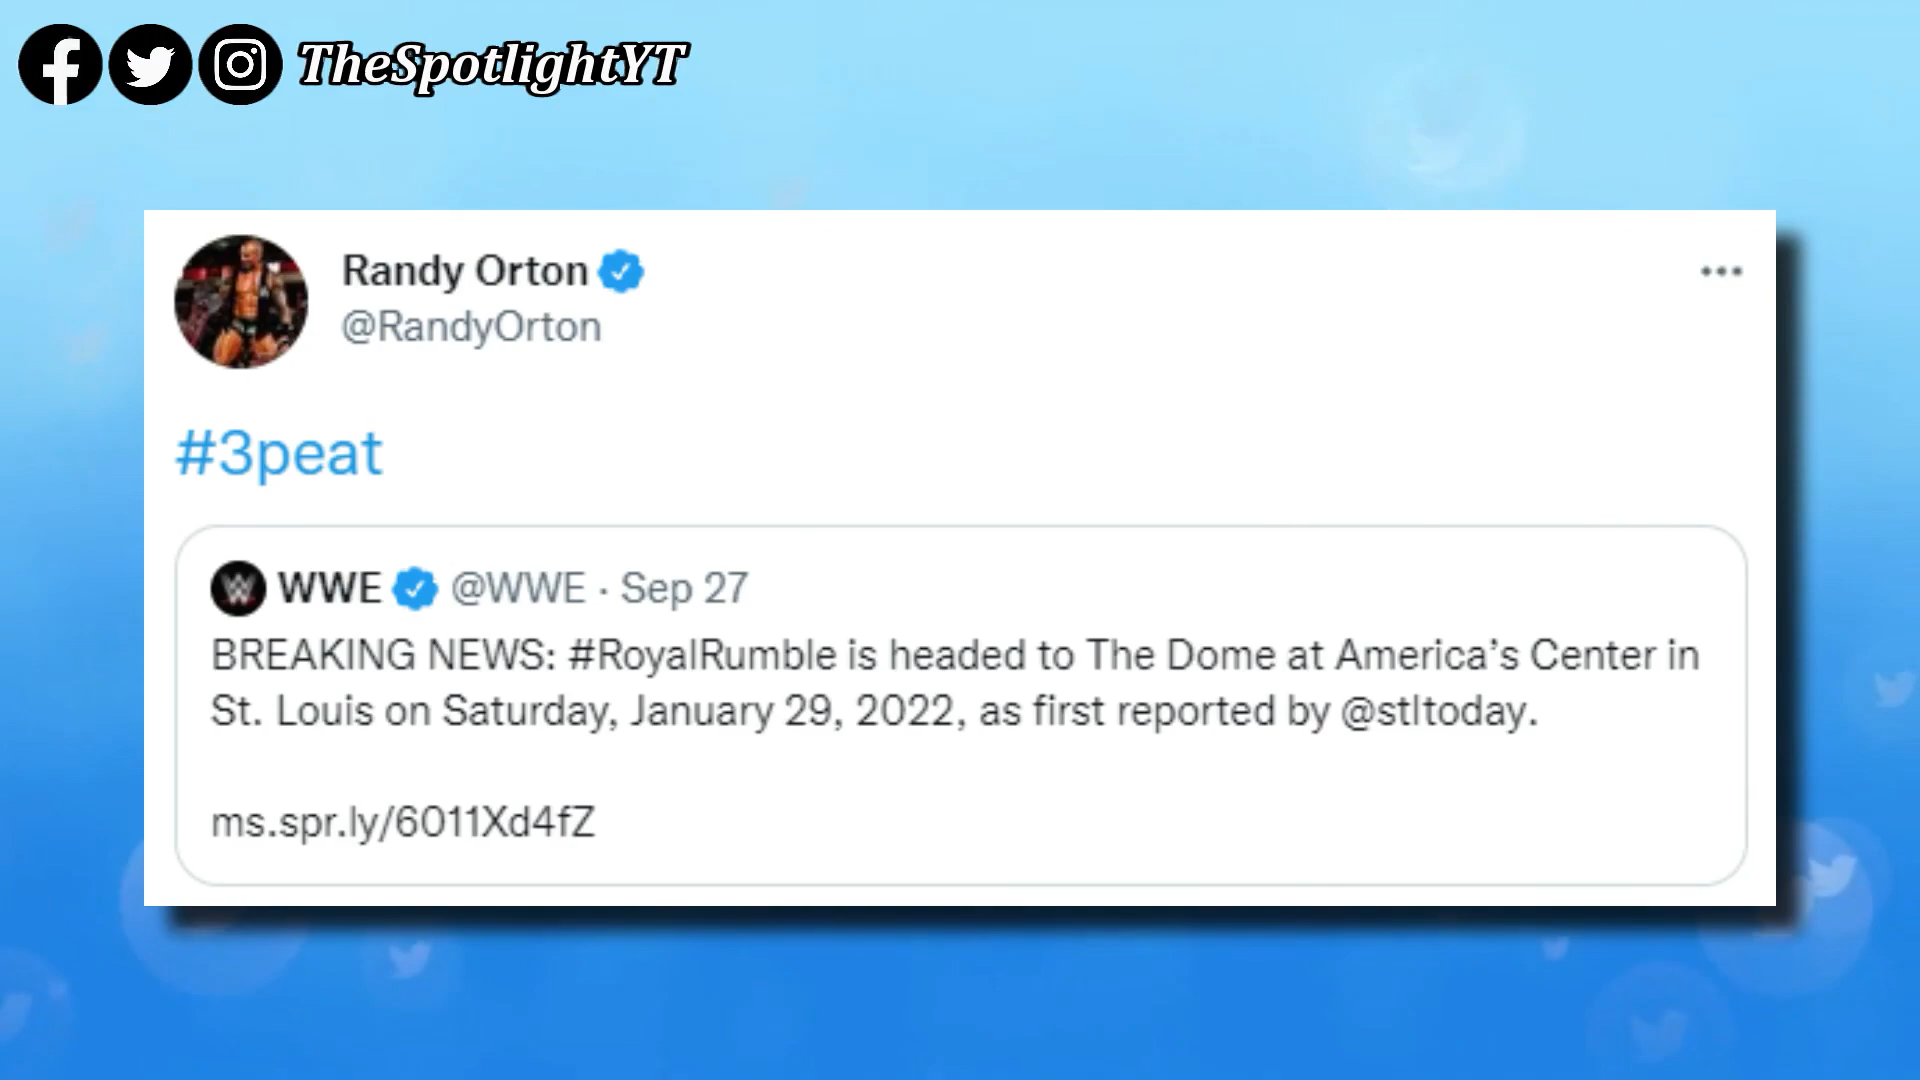 TheSpotlightYT
Randy Orton
@RandyOrton
#3peat
WWE @WWE · Sep 27
BREAKING NEWS: #RoyalRumble is headed to The Dome at America’s Center in
St. Louis on Saturday, January 29, 2022, as first reported by @stltoday.
ms.spr.ly/6011Xd4fZ